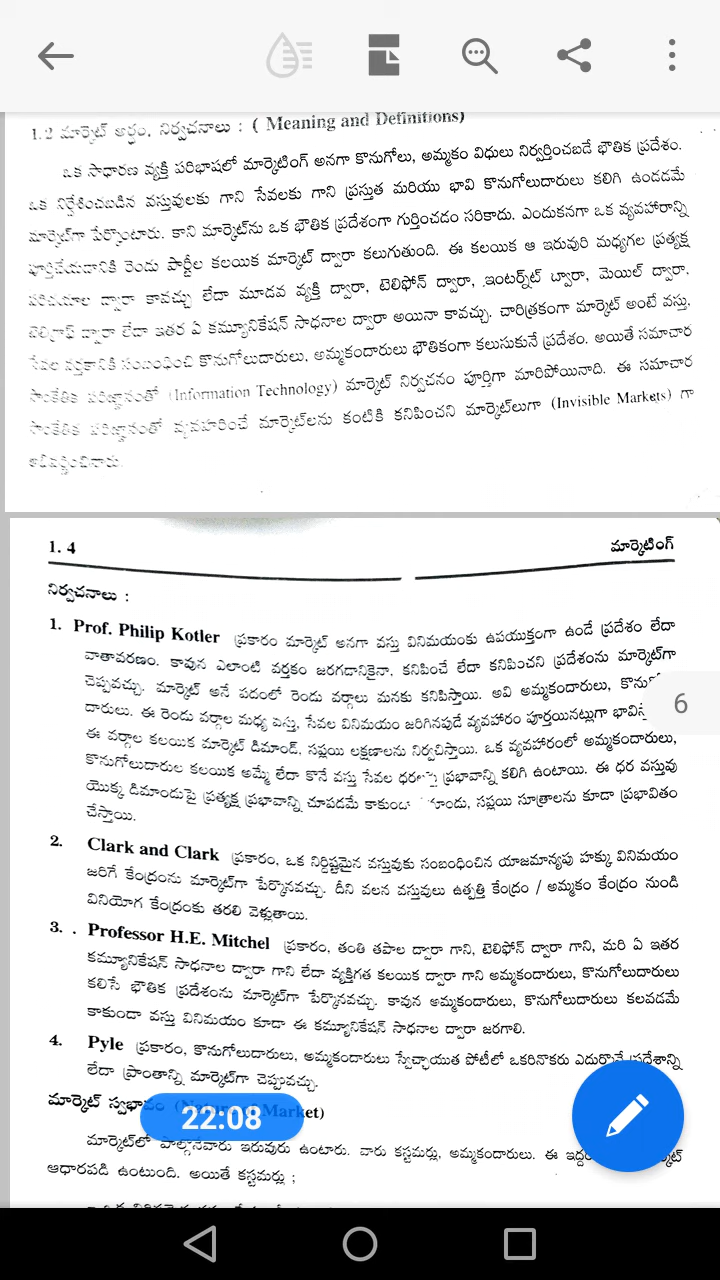 1.2 మార్కెట్ అర్థం, నిర్వచనాలు : ( Meaning and Definitions)
ఒక సాధారణ వ్యక్తి పరిభాషలో మార్కెటింగ్ అనగా కొనుగోలు, అమ్మకం విధులు నిర్వర్తించబడే భౌతిక ప్రదేశం.
ఒక నిర్దేశించబడిన వస్తువులకు గాని సేవలకు గాని ప్రస్తుత మరియు భావి కొనుగోలుదారులు కలిగి ఉండడమే
మార్కెట్‌గా పేర్కొంటారు. కాని మార్కెట్‌ను ఒక భౌతిక ప్రదేశంగా గుర్తించడం సరికాదు. ఎందుకనగా ఒక వ్యవహారాన్ని
పూర్తిచేయడానికి రెండు పార్టీల కలయిక మార్కెట్ ద్వారా కలుగుతుంది. ఈ కలయిక ఆ ఇరువురి మధ్యగల ప్రత్యక్ష
పరిచయాల ద్వారా కావచ్చు లేదా మూడవ వ్యక్తి ద్వారా, టెలిఫోన్ ద్వారా, ఇంటర్నెట్ ద్వారా, మెయిల్ ద్వారా,
టెలిగ్రాఫ్ ద్వారా లేదా ఇతర ఏ కమ్యూనికేషన్ సాధనాల ద్వారా అయినా కావచ్చు. చారిత్రకంగా మార్కెట్ అంటే వస్తు,
సేవల వర్తకానికి సంబంధించి కొనుగోలుదారులు, అమ్మకందారులు భౌతికంగా కలుసుకునే ప్రదేశం. అయితే సమాచార
సాంకేతిక పరిజ్ఞానంతో (Information Technology) మార్కెట్ నిర్వచనం పూర్తిగా మారిపోయినాది. ఈ సమాచార
సాంకేతిక పరిజ్ఞానంతో వ్యవహరించే మార్కెట్‌లను కంటికి కనిపించని మార్కెట్‌లుగా (Invisible Markets) గా
1. 4 మార్కెటింగ్
నిర్వచనాలు :
1. Prof. Philip Kotler ప్రకారం మార్కెట్ అనగా వస్తు వినిమయంకు ఉపయుక్తంగా ఉండే ప్రదేశం లేదా
వాతావరణం. కావున ఎలాంటి వర్తకం జరగడానికైనా, కనిపించే లేదా కనిపించని ప్రదేశంను మార్కెట్‌గా
చెప్పవచ్చు. మార్కెట్ అనే పదంలో రెండు వర్గాలు మనకు కనిపిస్తాయి. అవి అమ్మకందారులు,
దారులు. ఈ రెండు వర్గాల మధ్య వస్తు, సేవల వినిమయం జరిగినపుడే వ్యవహారం పూర్తయినట్లుగా
ఈ వర్గాల కలయిక మార్కెట్ డిమాండ్, సప్లయి లక్షణాలను నిర్వచిస్తాయి. ఒక వ్యవహారంలో అమ్మకందారులు,
కొనుగోలుదారుల కలయిక అమ్మే లేదా కొనే వస్తు సేవల ప్రభావాన్ని కలిగి ఉంటాయి. ఈ ధర వస్తువు
యొక్క డిమాండుపై ప్రత్యక్ష ప్రభావాన్ని చూపడమే సప్లయి సూత్రాలను కూడా ప్రభావితం
చేస్తాయి.
2. Clark and Clark ప్రకారం, ఒక నిర్దిష్టమైన వస్తువుకు సంబంధించిన యాజమాన్యపు హక్కు వినిమయం
జరిగే కేంద్రంను మార్కెట్‌గా పేర్కొనవచ్చు. దీని వలన వస్తువులు ఉత్పత్తి కేంద్రం / అమ్మకం కేంద్రం నుండి
వినియోగ కేంద్రంకు తరలి వెళ్లుతాయి.
3. . Professor H.E. Mitchel ప్రకారం, తంతి తపాల ద్వారా గాని, టెలిఫోన్ ద్వారా గాని, మరి ఏ ఇతర
కమ్యూనికేషన్ సాధనాల ద్వారా గాని లేదా వ్యక్తిగత కలయిక ద్వారా గాని అమ్మకందారులు, కొనుగోలుదారులు
కలిసే భౌతిక ప్రదేశంను మార్కెట్‌గా పేర్కొనవచ్చు. కావున అమ్మకందారులు, కొనుగోలుదారులు కలవడమే
కాకుండా వస్తు వినిమయం కూడా ఈ కమ్యూనికేషన్ సాధనాల ద్వారా జరగాలి.
4. Pyle ప్రకారం, కొనుగోలుదారులు, అమ్మకందారులు స్వేచ్ఛాయుత పోటీలో ఒకరినొకరు ఎదుర్కొనే ప్రదేశాన్ని
లేదా ప్రాంతాన్ని మార్కెట్‌గా చెప్పవచ్చు.
మార్కెట్ స్వభావం (Nature of Market)
మార్కెట్‌లో పాల్గొనేవారు ఇరువురు ఉంటారు. వారు కస్టమర్లు, అమ్మకందారులు. ఈ
ఆధారపడి ఉంటుంది. అయితే కస్టమర్లు ;
6
22:08